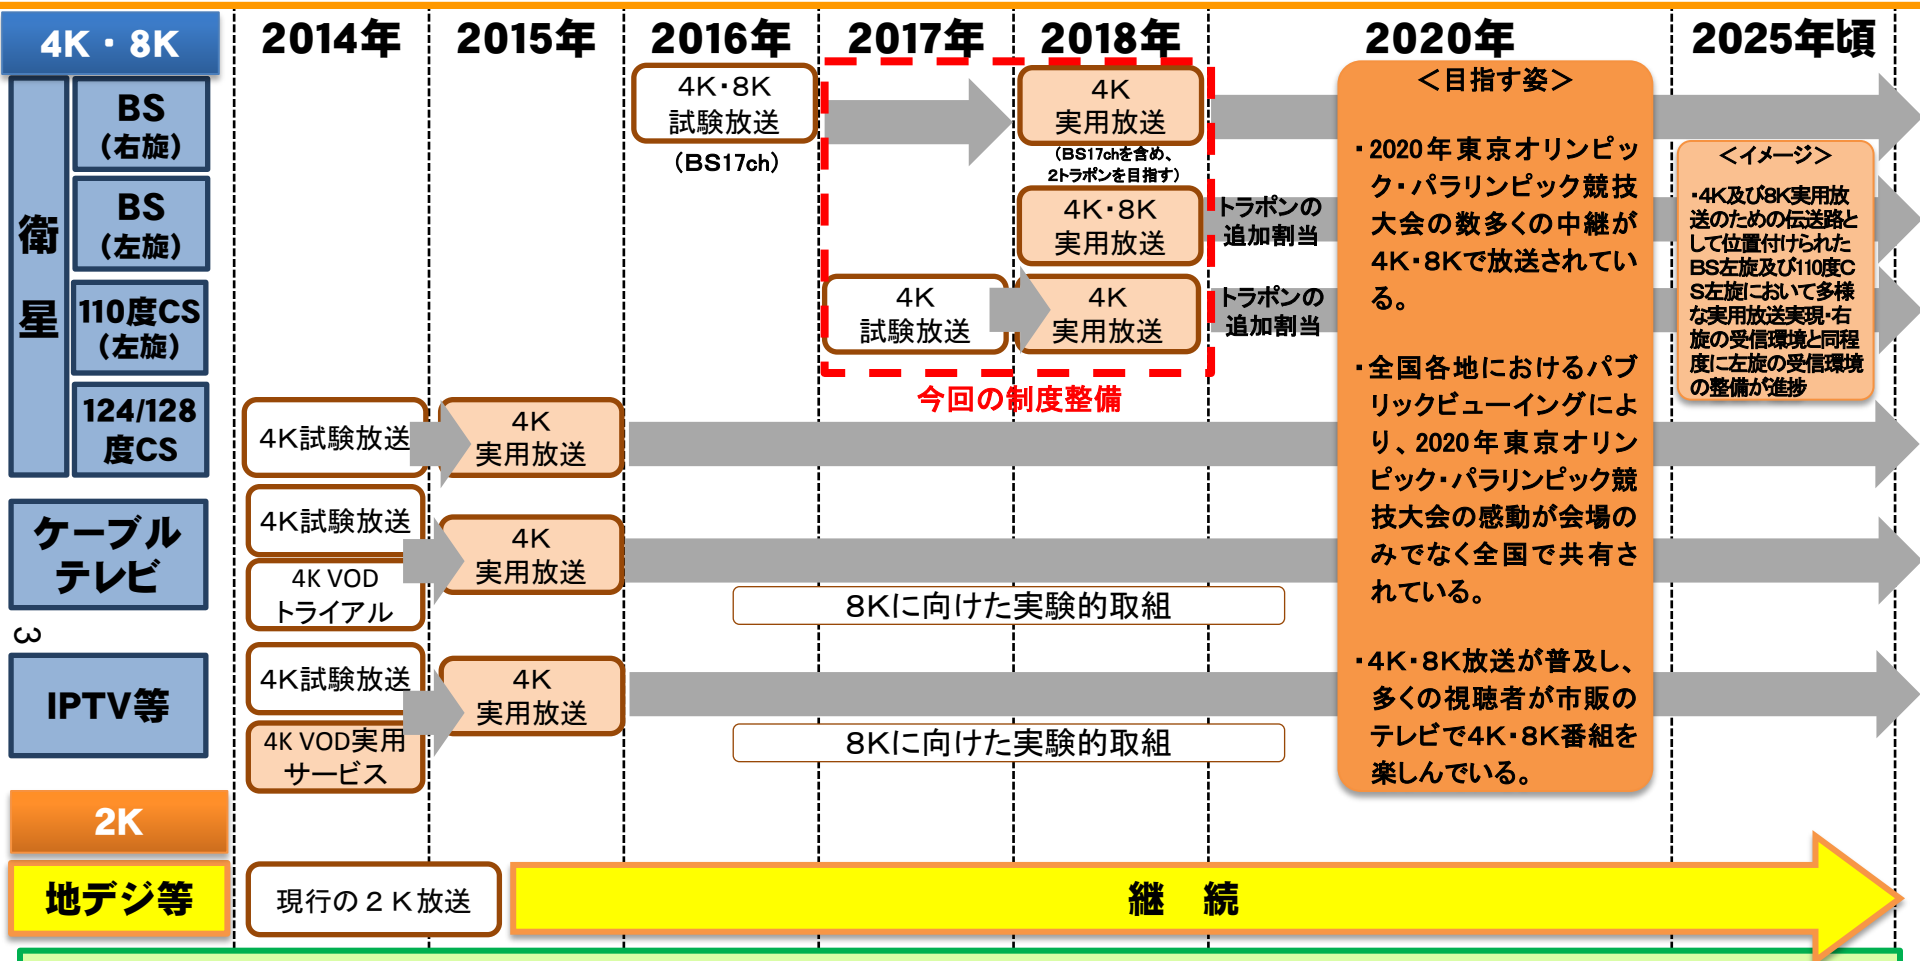 4K・8K
2014年
2015年
2016年
2017年
2018年
2020年
2025年頃
衛星
BS
（右旋）
4K・8K
試験放送
（BS17ch）
4K
実用放送
（BS17chを含め、
2トラポンを目指す）
BS
（左旋）
4K・8K
実用放送
トラポンの
追加割当
110度CS
（左旋）
4K
試験放送
4K
実用放送
トラポンの
追加割当
今回の制度整備
124/128
度CS
4K試験放送
4K
実用放送
ケーブル
テレビ
4K試験放送
4K VOD
トライアル
4K
実用放送
8Kに向けた実験的取組
3
IPTV等
4K試験放送
4K VOD実用
サービス
4K
実用放送
8Kに向けた実験的取組
＜目指す姿＞
・2020年東京オリンピッ
ク・パラリンピック競技
大会の数多くの中継が
4K・8Kで放送されてい
る。
・全国各地におけるパブ
リックビューイングによ
り、2020年東京オリン
ピック・パラリンピック競
技大会の感動が会場の
みでなく全国で共有さ
れている。
・4K・8K放送が普及し、
多くの視聴者が市販の
テレビで4K・8K番組を
楽しんでいる。
＜イメージ＞
・4K及び8K実用放
送のための伝送路と
して位置付けられた
BS左旋及び110度C
S左旋において多様
な実用放送実現・右
旋の受信環境と同程
度に左旋の受信環境
の整備が進捗
2K
地デジ等
現行の２Ｋ放送
継　続